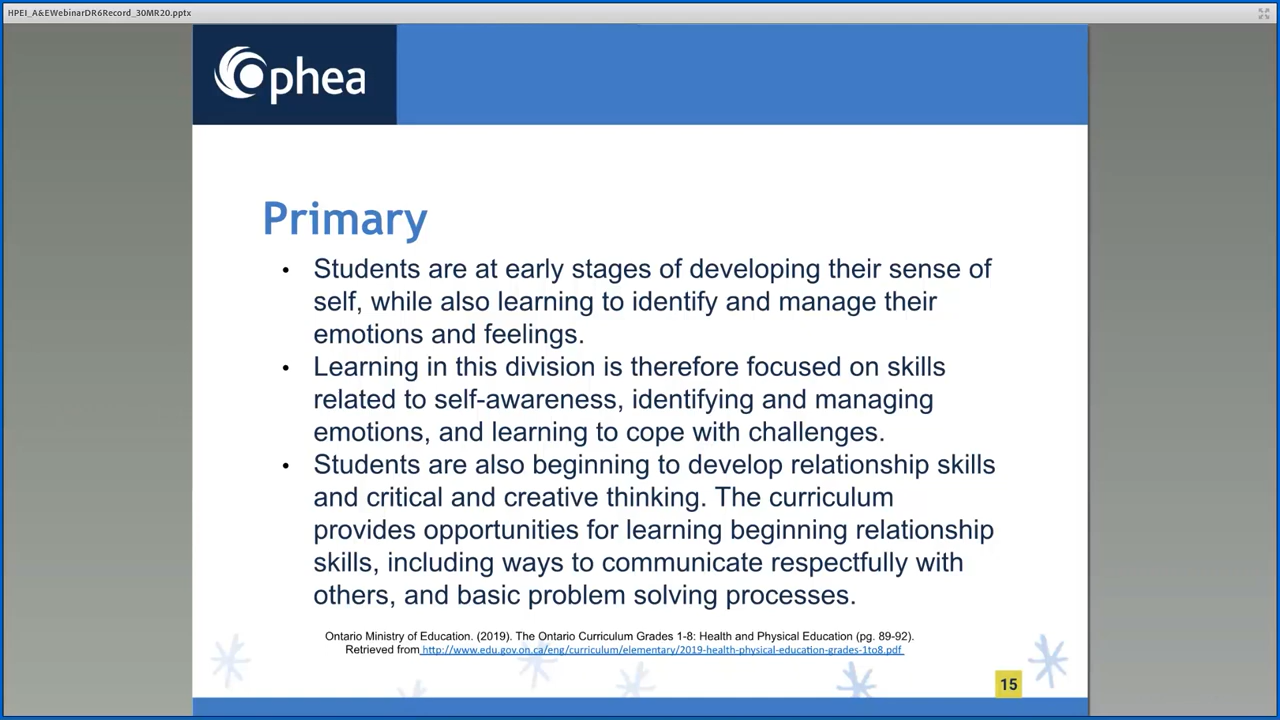 HPEI_A&EWebinarDR6Record_30MR20.pptx
phea
Primary
• Students are at early stages of developing their sense of
self, while also learning to identify and manage their
emotions and feelings.
• Learning in this division is therefore focused on skills
related to self-awareness, identifying and managing
emotions, and learning to cope with challenges.
• Students are also beginning to develop relationship skills
and critical and creative thinking. The curriculum
provides opportunities for learning beginning relationship
skills, including ways to communicate respectfully with
others, and basic problem solving processes.
Ontario Ministry of Education. (2019). The Ontario Curriculum Grades 1-8: Health and Physical Education (pg. 89-92).
Retrieved from http://www.edu.gov.on.ca/eng/curriculum/elementary/2019-health-physical-education-grades-1to8.pdf
15